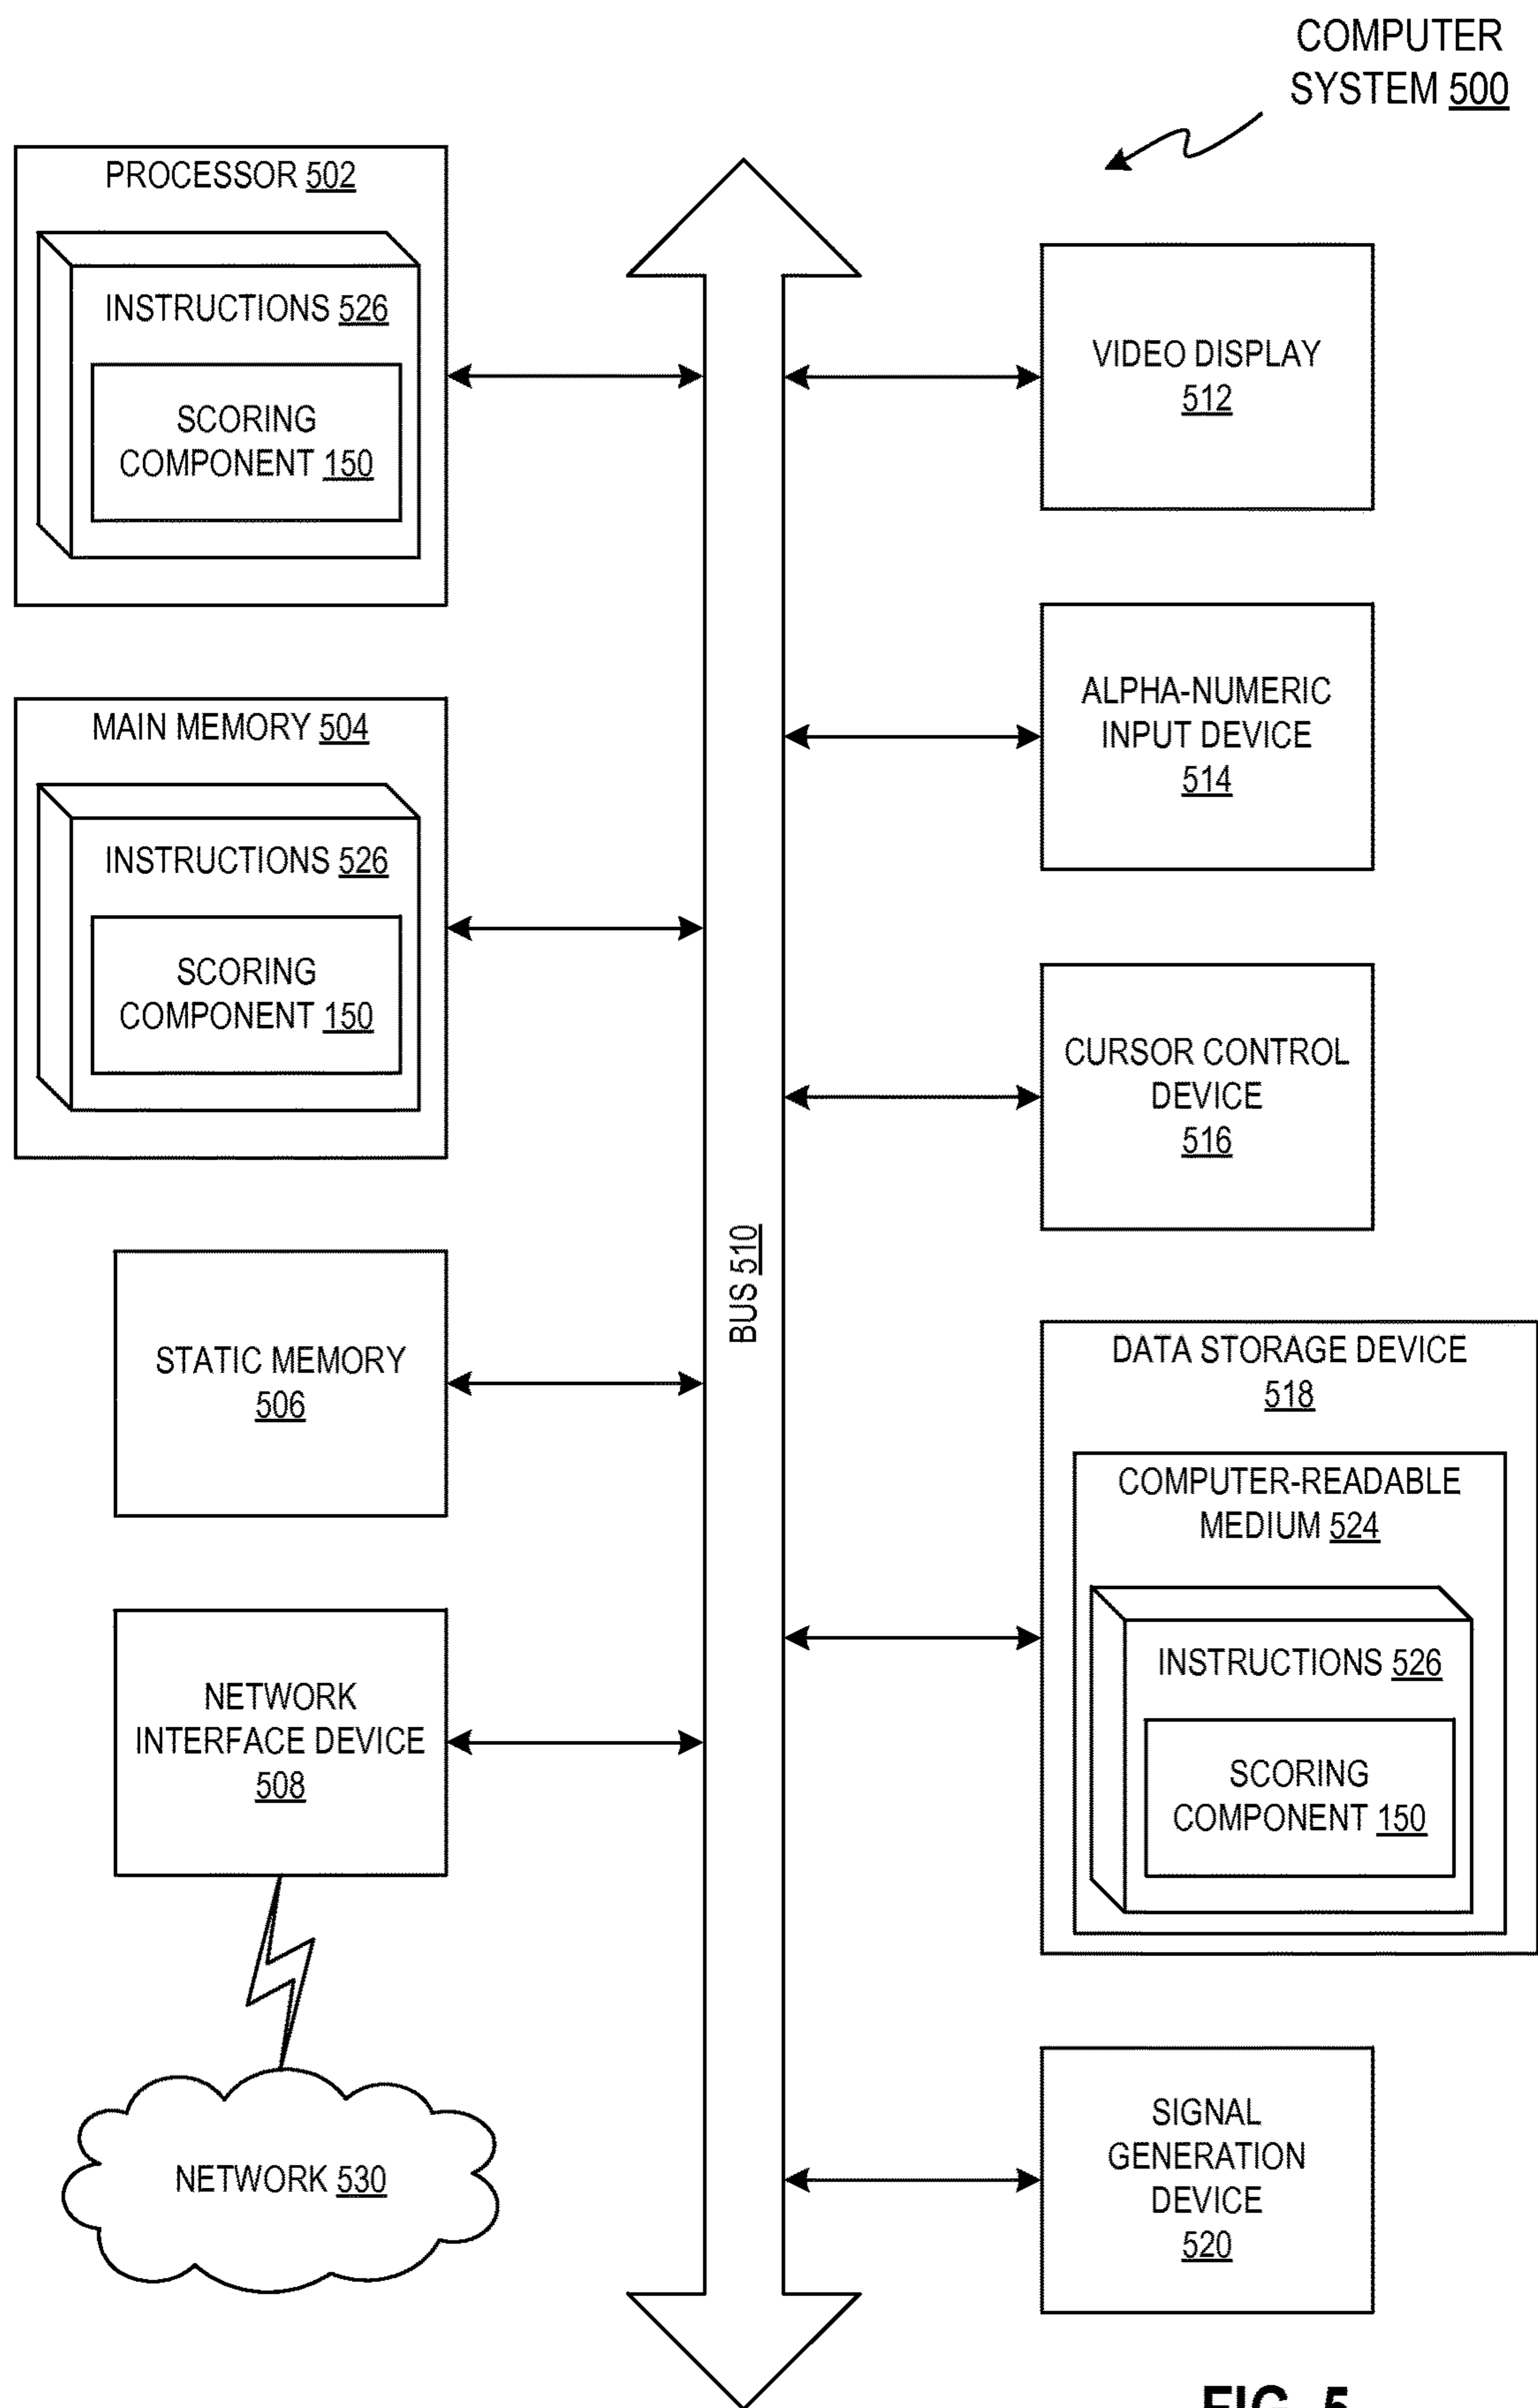 COMPUTER
SYSTEM 500
PROCESSOR 502
INSTRUCTIONS 526
SCORING
COMPONENT 150
MAIN MEMORY 504
INSTRUCTIONS 526
SCORING
COMPONENT 150
STATIC MEMORY
506
NETWORK
INTERFACE DEVICE
508
NETWORK 530
BUS 510
VIDEO DISPLAY
512
ALPHA-NUMERIC
INPUT DEVICE
514
CURSOR CONTROL
DEVICE
516
DATA STORAGE DEVICE
518
COMPUTER-READABLE
MEDIUM 524
INSTRUCTIONS 526
SCORING
COMPONENT 150
SIGNAL
GENERATION
DEVICE
520
FIG. 5